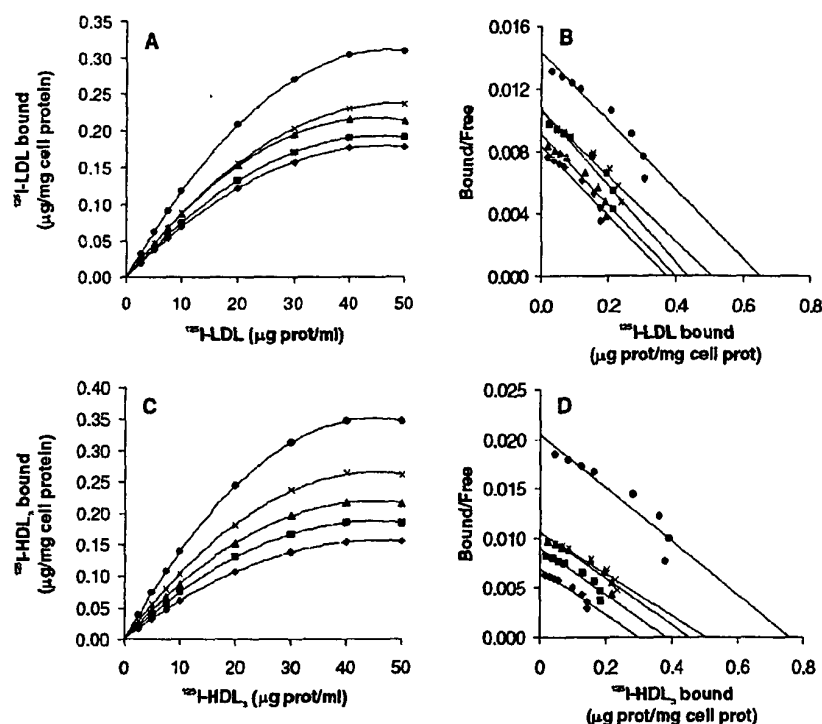 A
0.35
0.30
0.25
0.20
0.15
0.10
0.05
0.00
¹²⁵I-LDL bound
(μg/mg cell protein)
0 10 20 30 40 50
¹²⁵I-LDL (μg prot/ml)
B
0.016
0.012
0.008
0.004
0.000
Bound/Free
0.0 0.2 0.4 0.6 0.8
¹²⁵I-LDL bound
(μg prot/mg cell prot)
C
0.40
0.35
0.30
0.25
0.20
0.15
0.10
0.05
0.00
¹²⁵I-HDL₃ bound
(μg/mg cell protein)
0 10 20 30 40 50
¹²⁵I-HDL₃ (μg prot/ml)
D
0.025
0.020
0.015
0.010
0.005
0.000
Bound/Free
0 0.2 0.4 0.6 0.8
¹²⁵I-HDL₃ bound
(μg prot/mg cell prot)